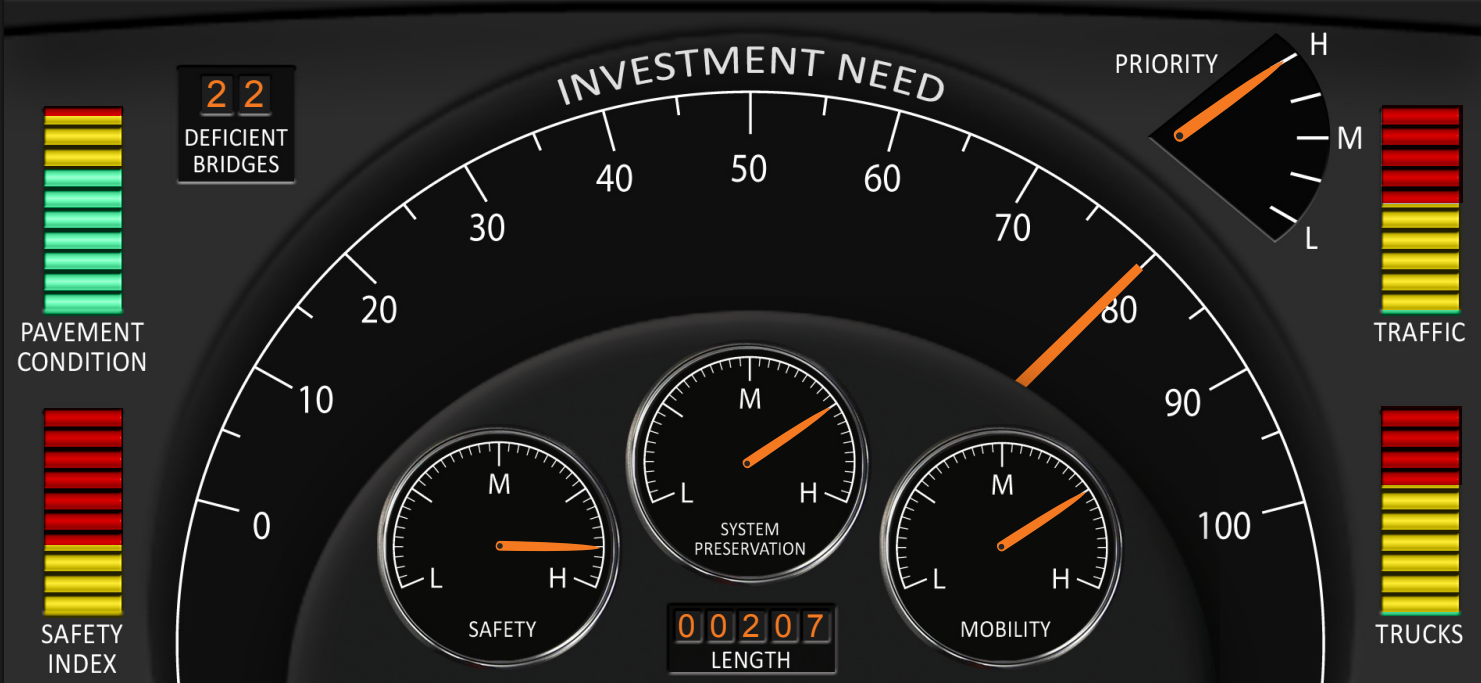 INVESTMENT NEED
0
10
20
30
40
50
60
70
80
90
100
22
DEFICIENT
BRIDGES
PRIORITY
H
M
L
PAVEMENT
CONDITION
SAFETY
INDEX
TRAFFIC
TRUCKS
M
L
H
SAFETY
M
L
H
SYSTEM
PRESERVATION
M
L
H
MOBILITY
00207
LENGTH